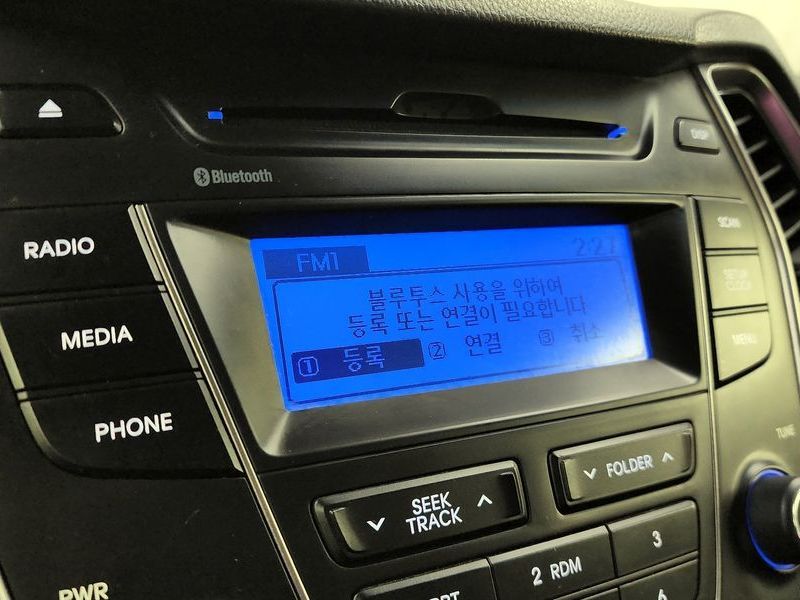 DISP
Bluetooth
RADIO
SCAN
FM1 2:27
SETUP
CLOCK
블루투스 사용을 위하여
등록 또는 연결이 필요합니다
MEDIA
MENU
1 등록 2 연결 3 취소
PHONE
TUNE
FOLDER
SEEK
TRACK
3
2 RDM
PWR
6